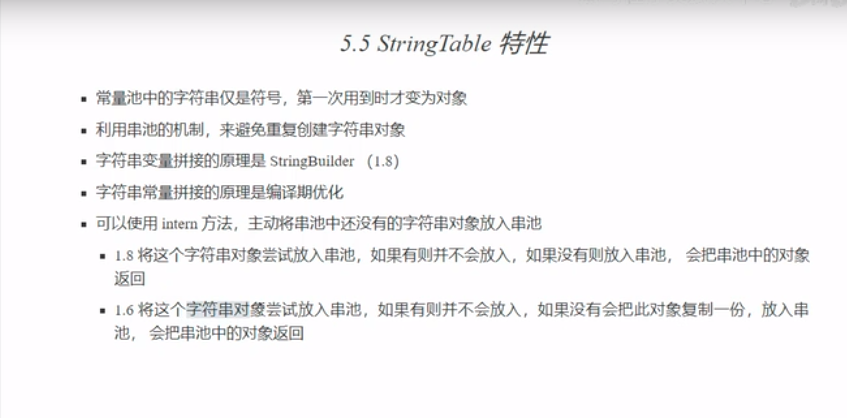 5.5 StringTable 特性
▪ 常量池中的字符串仅是符号，第一次用到时才变为对象
▪ 利用串池的机制，来避免重复创建字符串对象
▪ 字符串变量拼接的原理是 StringBuilder （1.8）
▪ 字符串常量拼接的原理是编译期优化
▪ 可以使用 intern 方法，主动将串池中还没有的字符串对象放入串池
▪ 1.8 将这个字符串对象尝试放入串池，如果有则并不会放入，如果没有则放入串池， 会把串池中的对象
返回
▪ 1.6 将这个字符串对象尝试放入串池，如果有则并不会放入，如果没有会把此对象复制一份，放入串
池， 会把串池中的对象返回